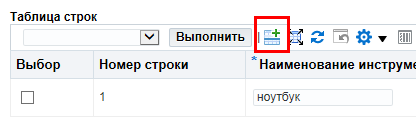 Таблица строк
Выполнить
Выбор Номер строки * Наименование инструме
1 ноутбук